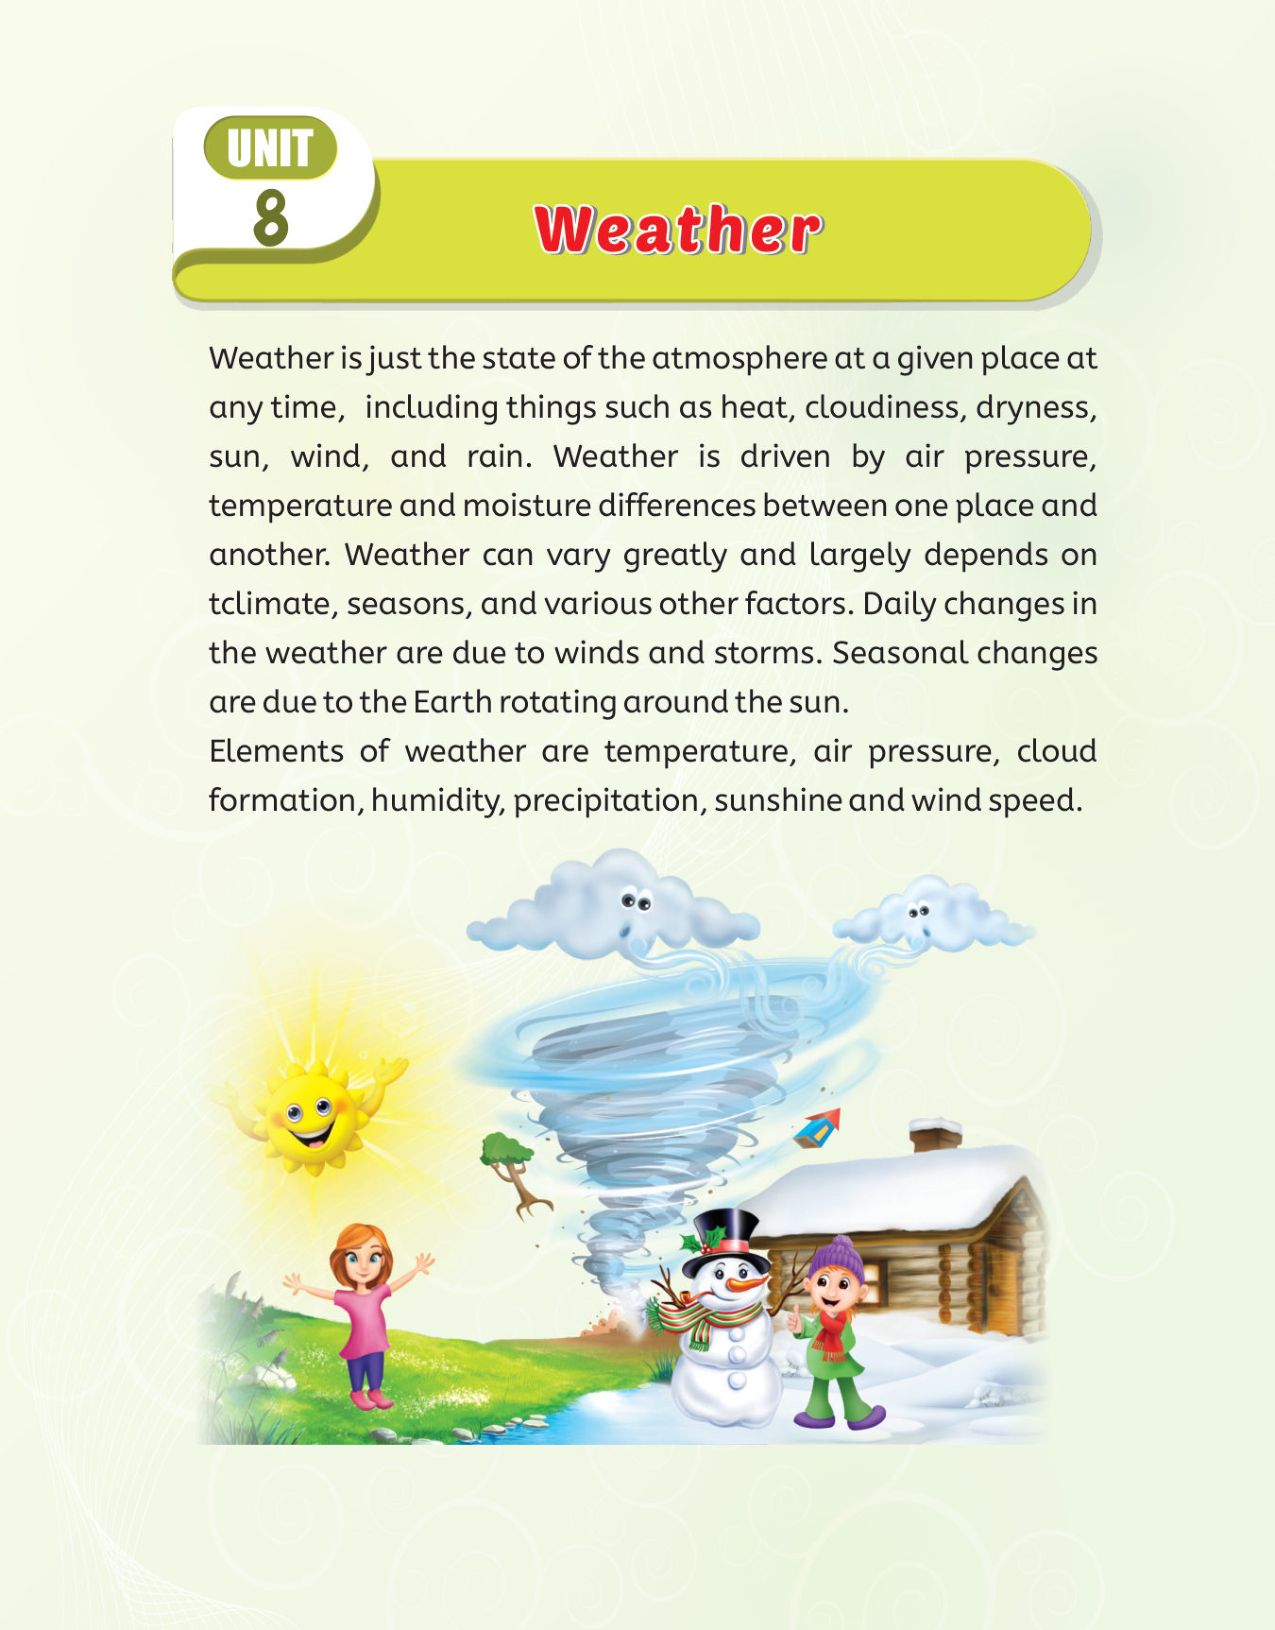 UNIT
8
Weather
Weather is just the state of the atmosphere at a given place at
any time, including things such as heat, cloudiness, dryness,
sun, wind, and rain. Weather is driven by air pressure,
temperature and moisture differences between one place and
another. Weather can vary greatly and largely depends on
tclimate, seasons, and various other factors. Daily changes in
the weather are due to winds and storms. Seasonal changes
are due to the Earth rotating around the sun.
Elements of weather are temperature, air pressure, cloud
formation, humidity, precipitation, sunshine and wind speed.